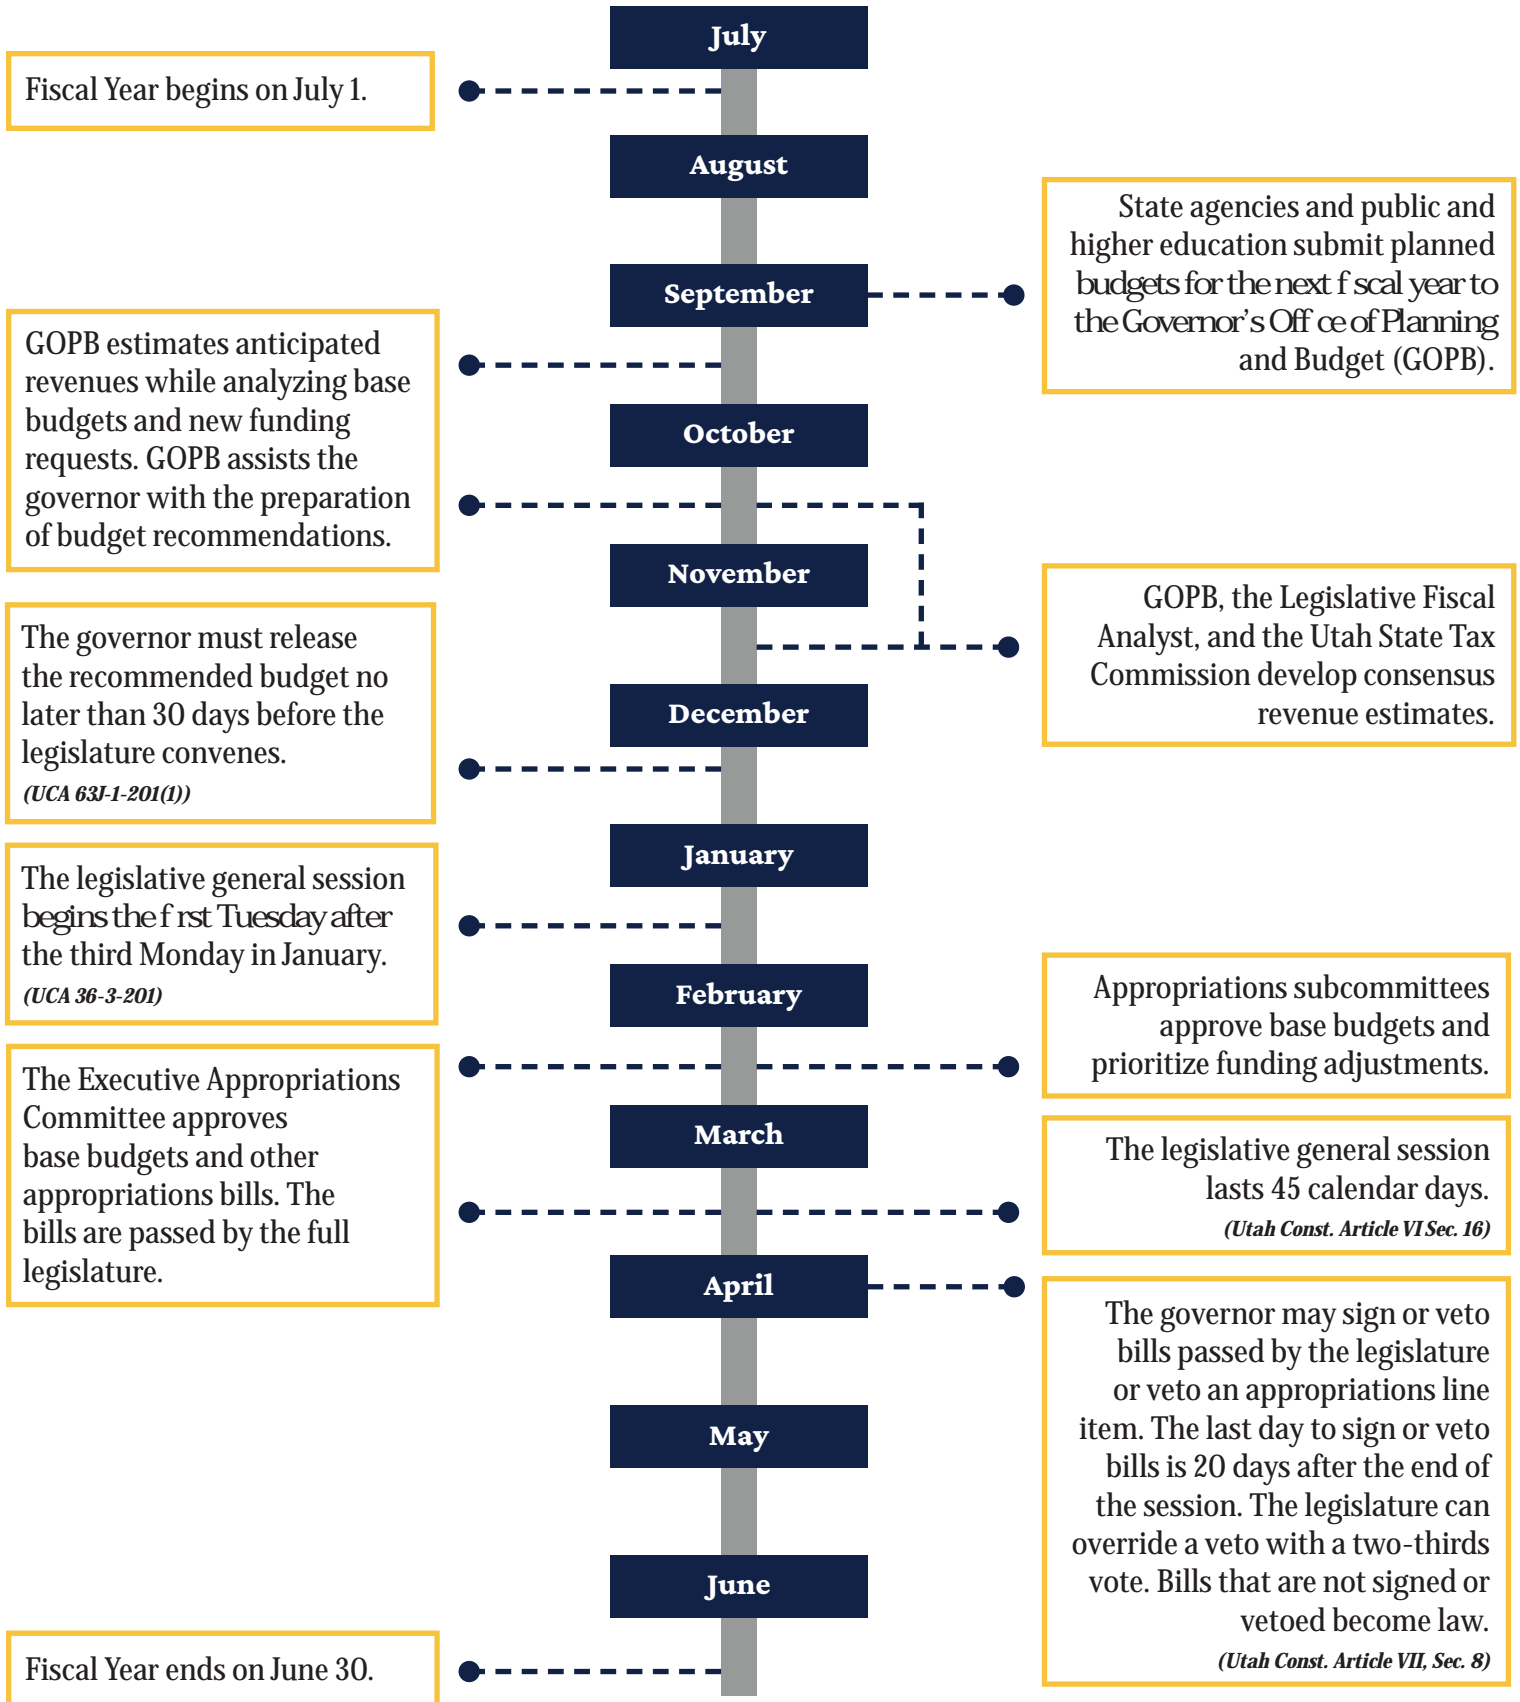 July
Fiscal Year begins on July 1.
August
State agencies and public and
higher education submit planned
budgets for the next f scal year to
the Governor's Off ce of Planning
and Budget (GOPB).
September
GOPB estimates anticipated
revenues while analyzing base
budgets and new funding
requests. GOPB assists the
governor with the preparation
of budget recommendations.
October
November
GOPB, the Legislative Fiscal
Analyst, and the Utah State Tax
Commission develop consensus
revenue estimates.
The governor must release
the recommended budget no
later than 30 days before the
legislature convenes.
(UCA 63J-1-201(1))
December
January
The legislative general session
begins the f rst Tuesday after
the third Monday in January.
(UCA 36-3-201)
February
Appropriations subcommittees
approve base budgets and
prioritize funding adjustments.
The Executive Appropriations
Committee approves
base budgets and other
appropriations bills. The
bills are passed by the full
legislature.
March
The legislative general session
lasts 45 calendar days.
(Utah Const. Article VI Sec. 16)
April
The governor may sign or veto
bills passed by the legislature
or veto an appropriations line
item. The last day to sign or veto
bills is 20 days after the end of
the session. The legislature can
override a veto with a two-thirds
vote. Bills that are not signed or
vetoed become law.
(Utah Const. Article VII, Sec. 8)
May
June
Fiscal Year ends on June 30.